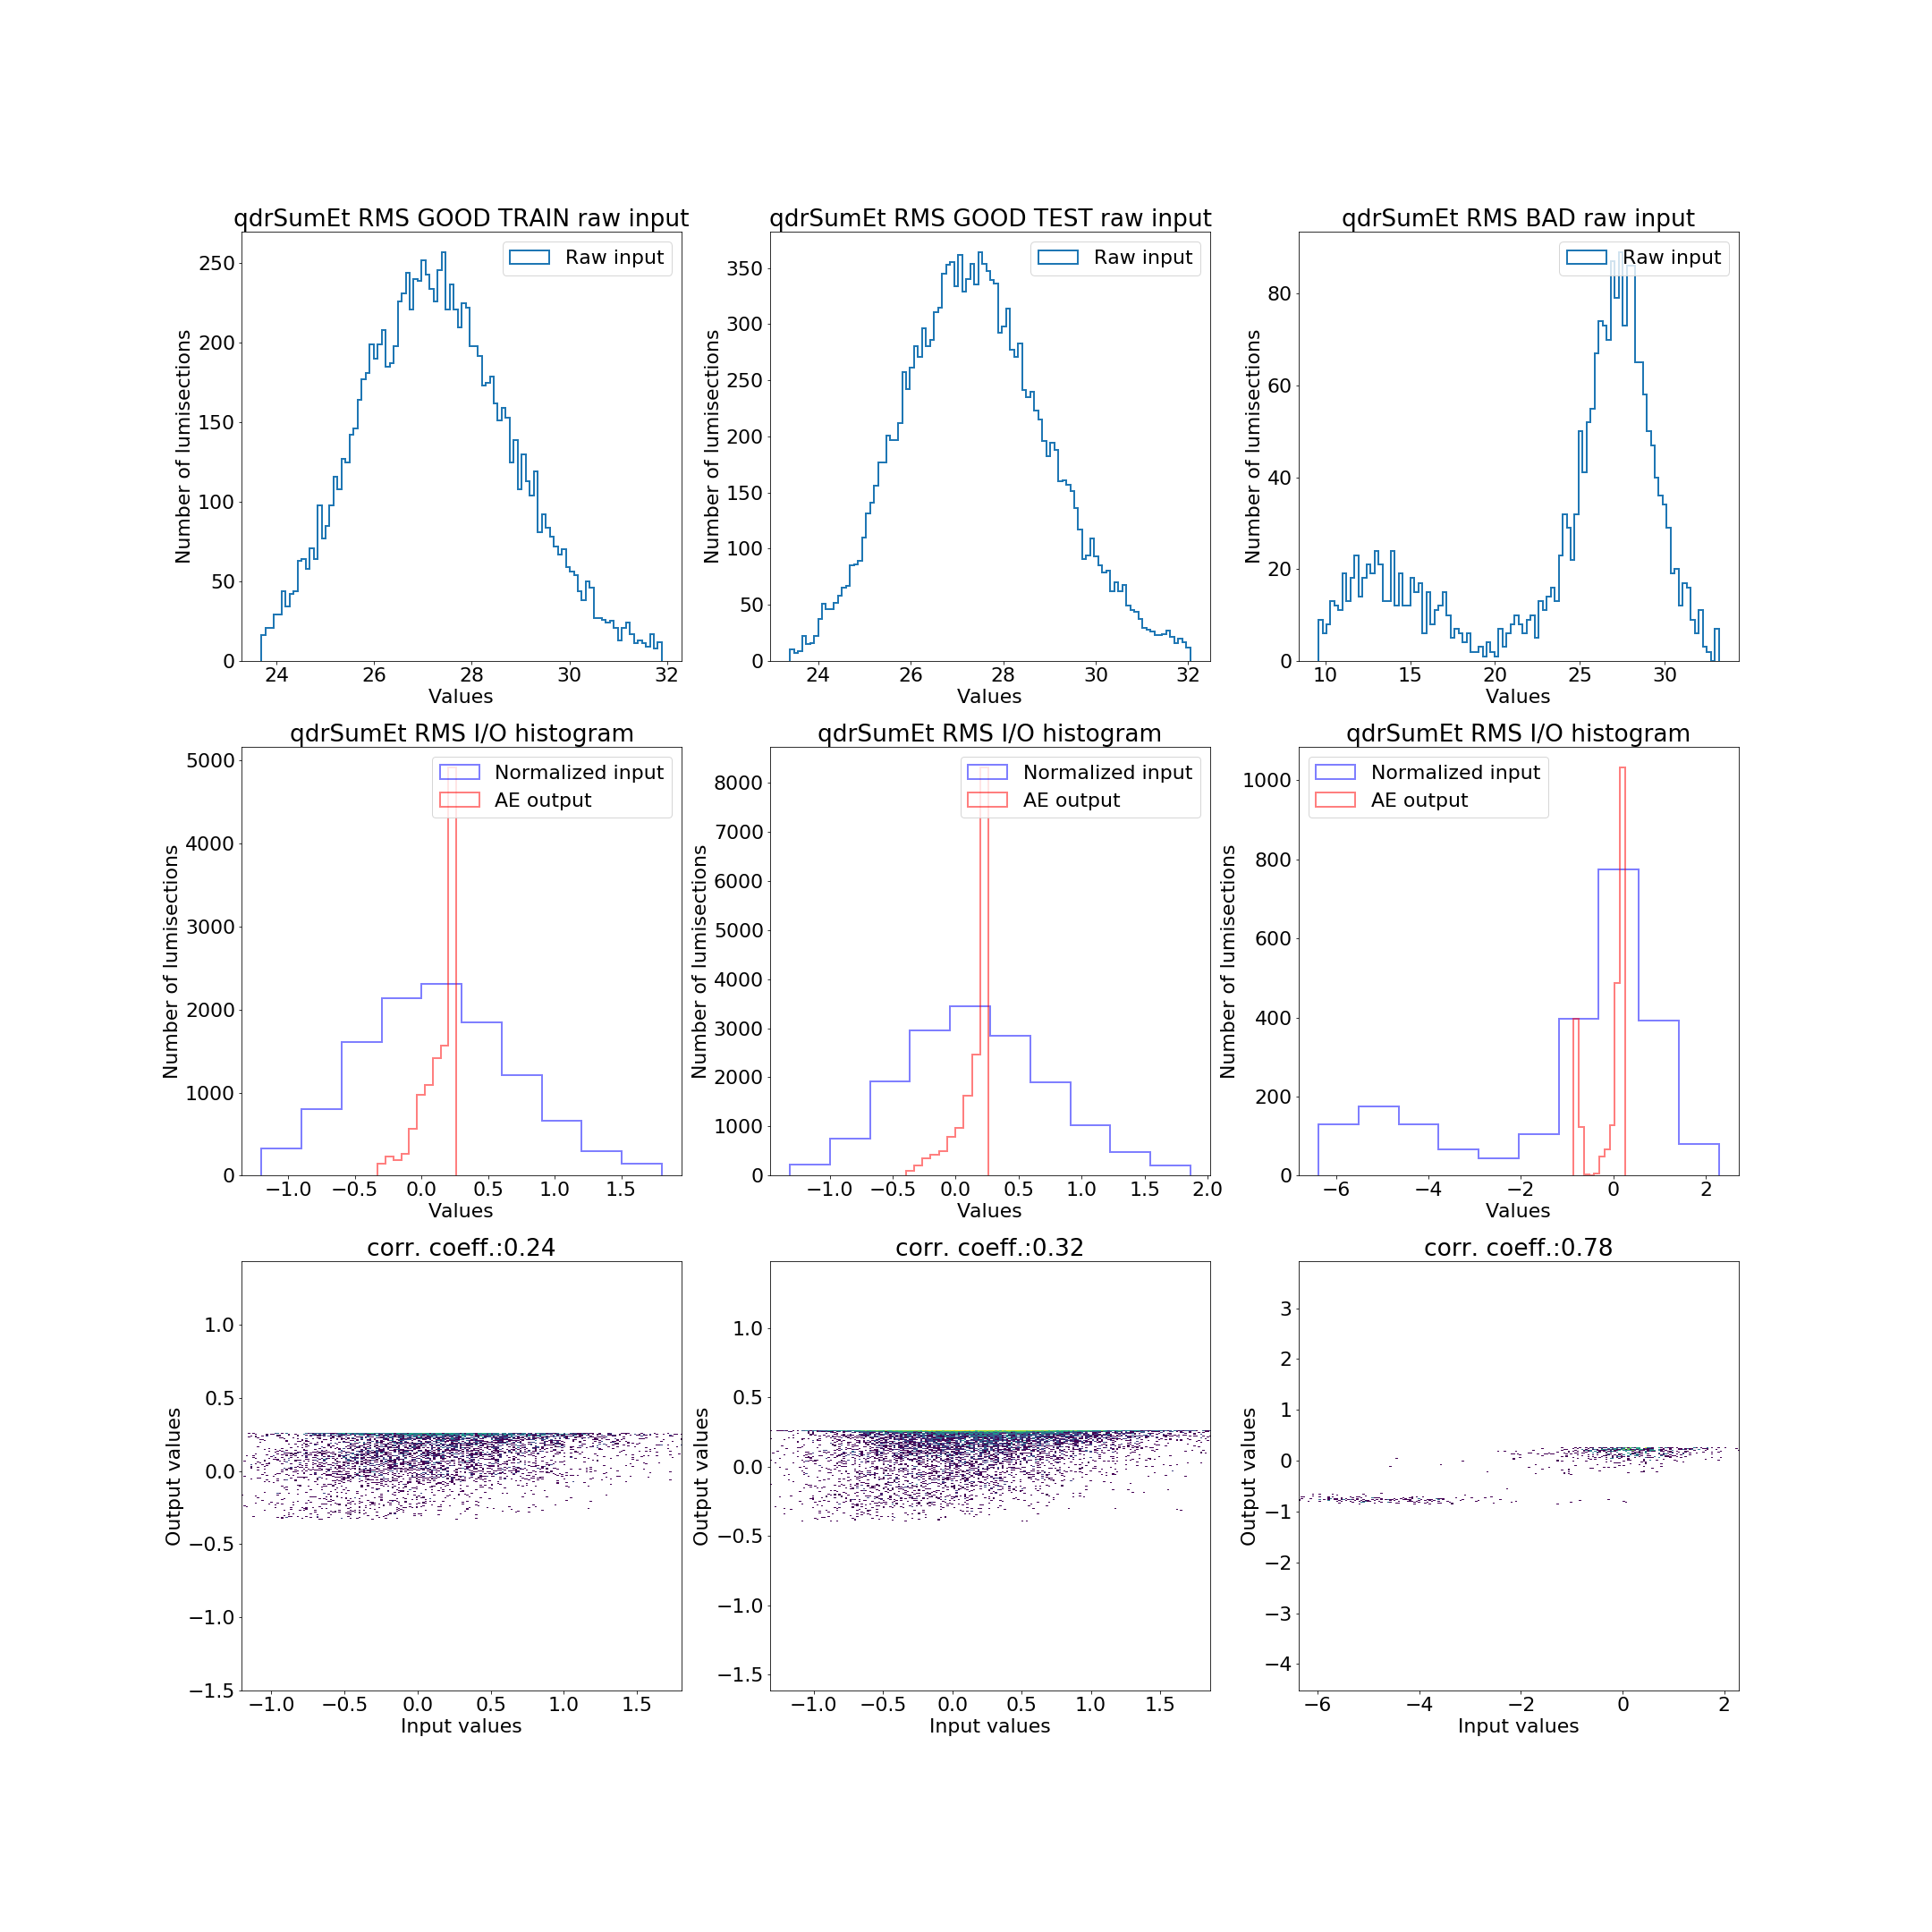 qdrSumEt RMS GOOD TRAIN raw input
Raw input
Number of lumisections
250
200
150
100
50
0
24 26 28 30 32
Values
qdrSumEt RMS GOOD TEST raw input
Raw input
Number of lumisections
350
300
250
200
150
100
50
0
24 26 28 30 32
Values
qdrSumEt RMS BAD raw input
Raw input
Number of lumisections
80
60
40
20
0
10 15 20 25 30
Values
qdrSumEt RMS I/O histogram
Normalized input
AE output
Number of lumisections
5000
4000
3000
2000
1000
0
−1.0 −0.5 0.0 0.5 1.0 1.5
Values
qdrSumEt RMS I/O histogram
Normalized input
AE output
Number of lumisections
8000
7000
6000
5000
4000
3000
2000
1000
0
−1.0 −0.5 0.0 0.5 1.0 1.5 2.0
Values
qdrSumEt RMS I/O histogram
Normalized input
AE output
Number of lumisections
1000
800
600
400
200
0
−6 −4 −2 0 2
Values
corr. coeff.:0.24
Output values
1.0
0.5
0.0
−0.5
−1.0
−1.5
−1.0 −0.5 0.0 0.5 1.0 1.5
Input values
corr. coeff.:0.32
Output values
1.0
0.5
0.0
−0.5
−1.0
−1.5
−1.0 −0.5 0.0 0.5 1.0 1.5
Input values
corr. coeff.:0.78
Output values
3
2
1
0
−1
−2
−3
−4
−6 −4 −2 0 2
Input values